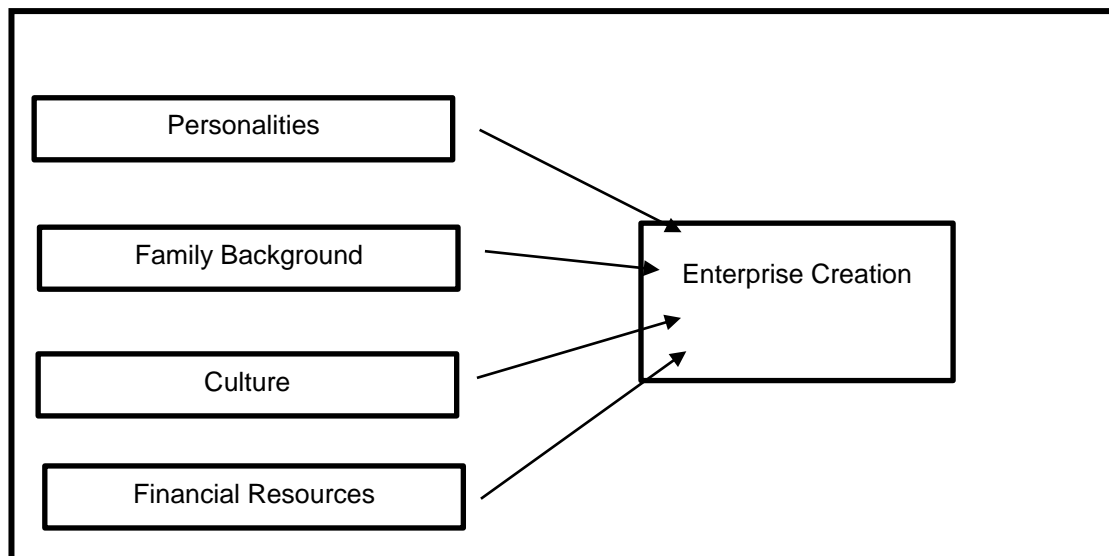 Personalities
Family Background
Enterprise Creation
Culture
Financial Resources